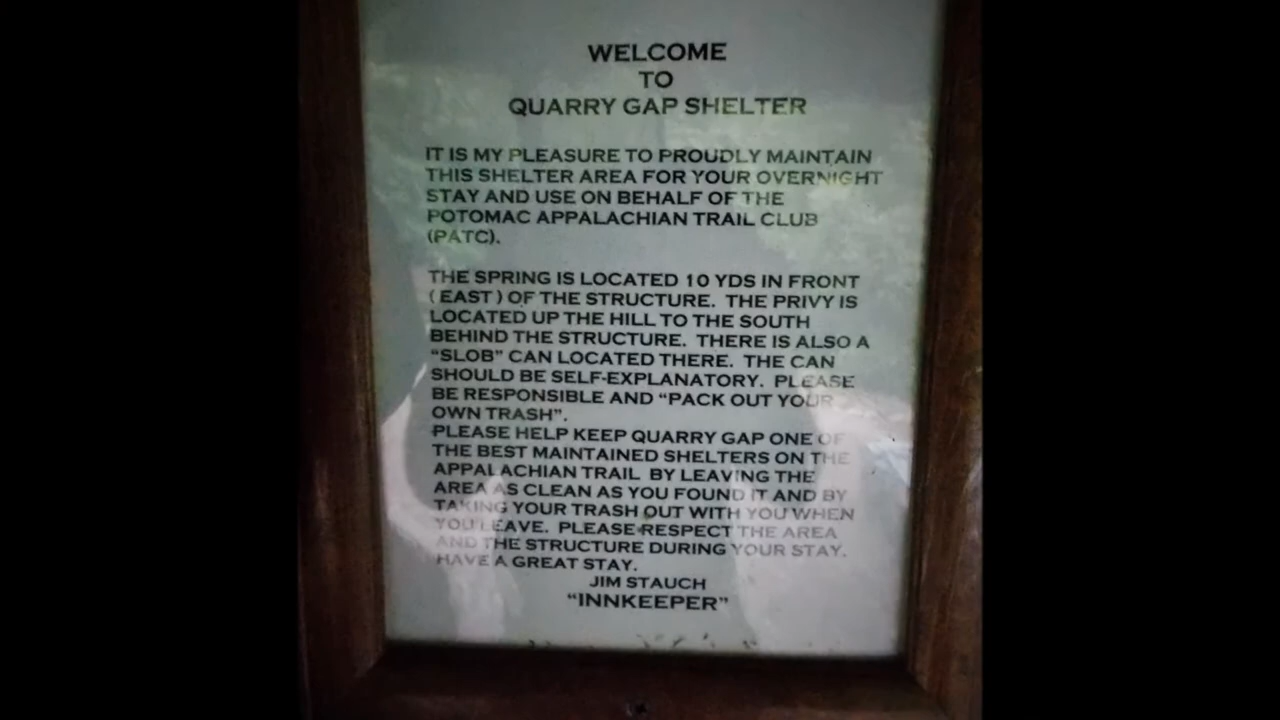 WELCOME
TO
QUARRY GAP SHELTER
IT IS MY PLEASURE TO PROUDLY MAINTAIN
THIS SHELTER AREA FOR YOUR OVERNIGHT
STAY AND USE ON BEHALF OF THE
POTOMAC APPALACHIAN TRAIL CLUB
(PATC).
THE SPRING IS LOCATED 10 YDS IN FRONT
( EAST ) OF THE STRUCTURE. THE PRIVY IS
LOCATED UP THE HILL TO THE SOUTH
BEHIND THE STRUCTURE. THERE IS ALSO A
“SLOB” CAN LOCATED THERE. THE CAN
SHOULD BE SELF-EXPLANATORY. PLEASE
BE RESPONSIBLE AND “PACK OUT YOUR
OWN TRASH”.
PLEASE HELP KEEP QUARRY GAP ONE OF
THE BEST MAINTAINED SHELTERS ON THE
APPALACHIAN TRAIL BY LEAVING THE
AREA AS CLEAN AS YOU FOUND IT AND BY
TAKING YOUR TRASH OUT WITH YOU WHEN
YOU LEAVE. PLEASE RESPECT THE AREA
AND THE STRUCTURE DURING YOUR STAY.
HAVE A GREAT STAY.
JIM STAUCH
“INNKEEPER”